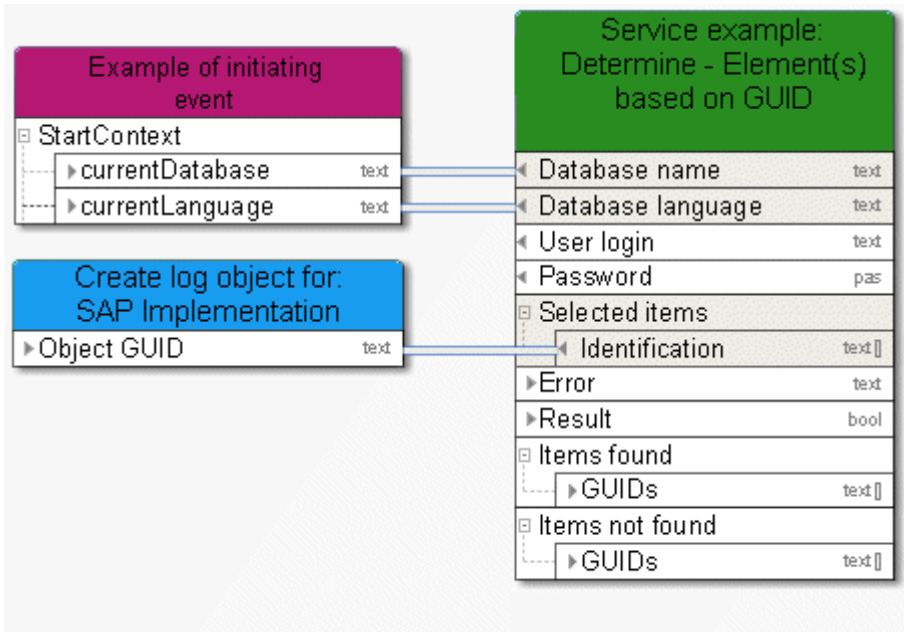 Example of initiating
event
StartContext
currentDatabase text
currentLanguage text
Create log object for:
SAP Implementation
Object GUID text
Service example:
Determine - Element(s)
based on GUID
Database name text
Database language text
User login text
Password pas
Selected items
Identification text[]
Error text
Result bool
Items found
GUIDs text[]
Items not found
GUIDs text[]